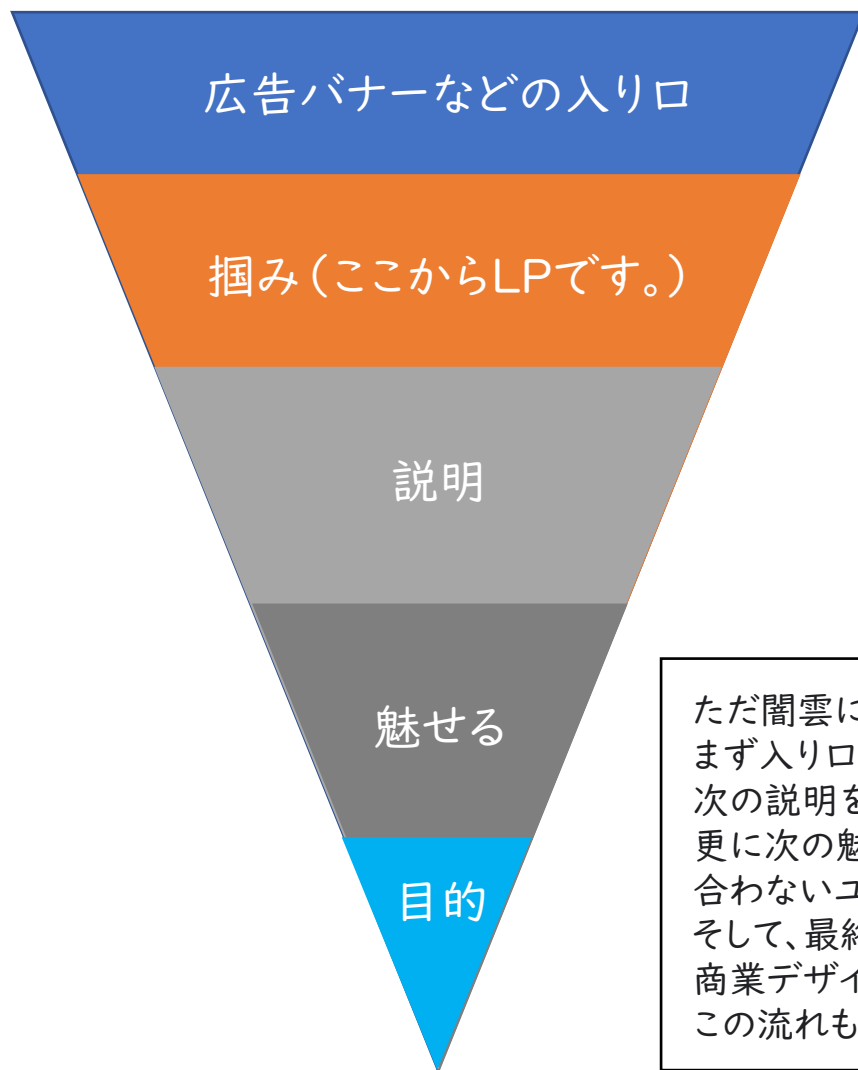 広告バナーなどの入り口
掴み（ここからLPです。）
説明
魅せる
目的
ただ闇雲に
まず入り口
次の説明を
更に次の魅
合わないユ
そして、最終
商業デザイ
この流れも